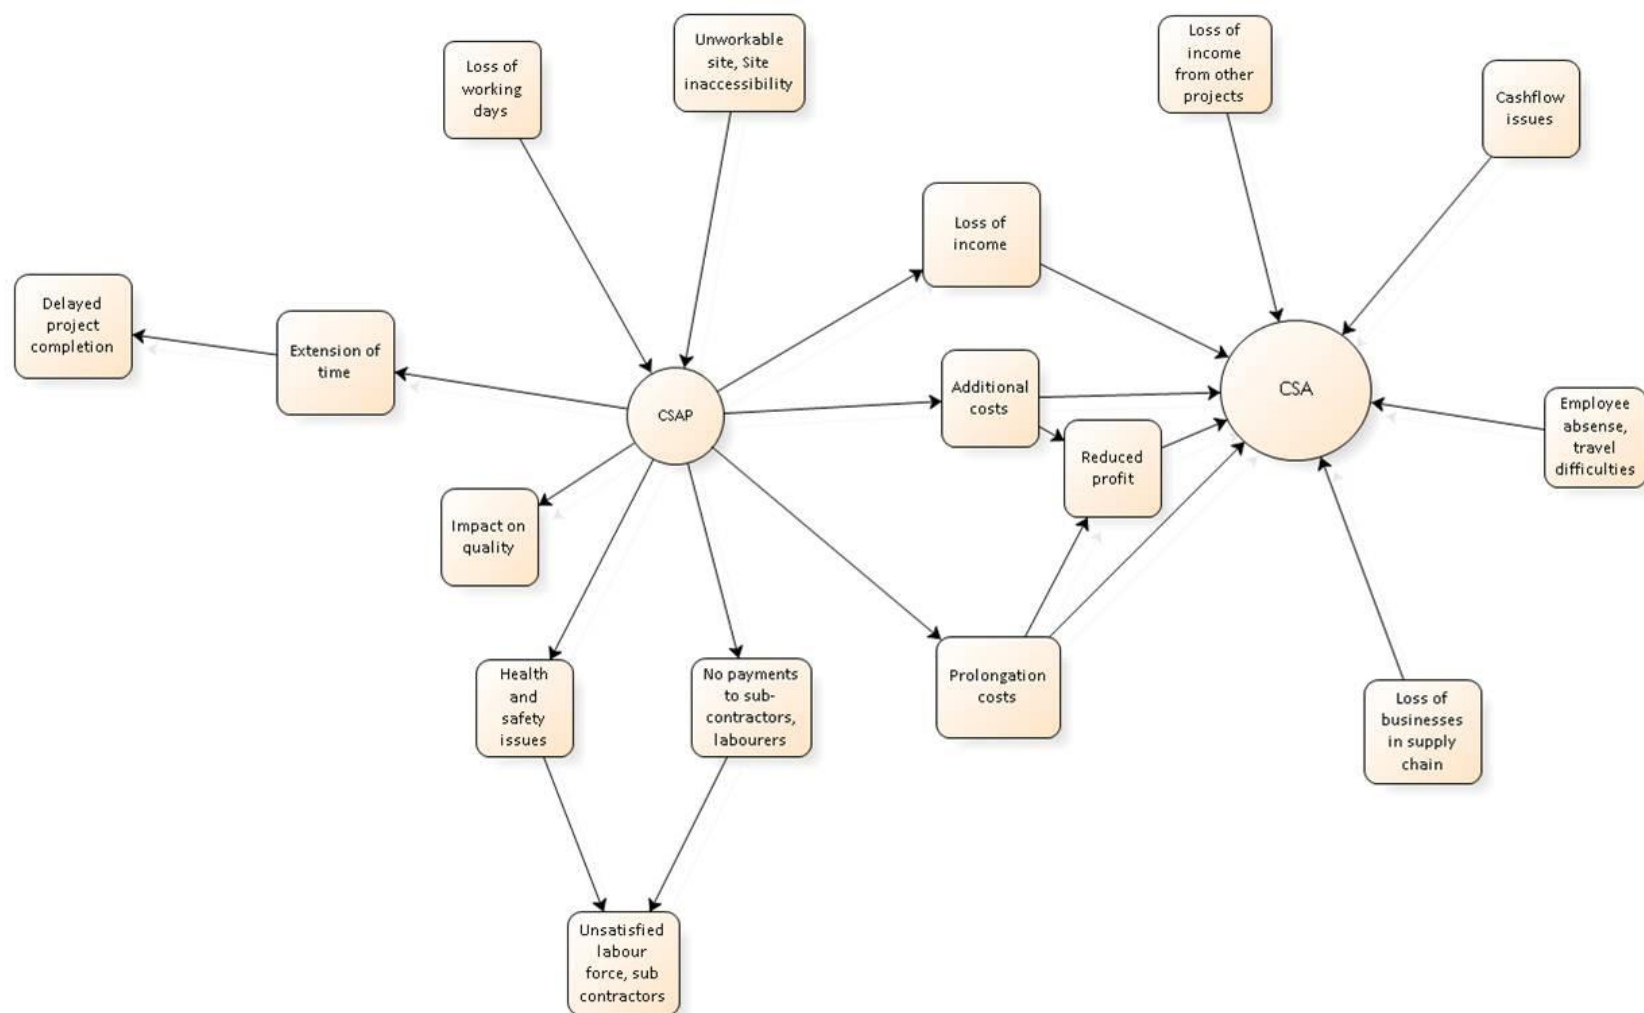 Loss of
working
days
Unworkable
site, Site
inaccessibility
Loss of
income
from other
projects
Cashflow
issues
Loss of
income
Delayed
project
completion
Extension of
time
CSAP
Additional
costs
CSA
Reduced
profit
Employee
absense,
travel
difficulties
Impact on
quality
Health
and
safety
issues
No payments
to sub-
contractors,
labourers
Prolongation
costs
Loss of
businesses
in supply
chain
Unsatisfied
labour
force, sub
contractors